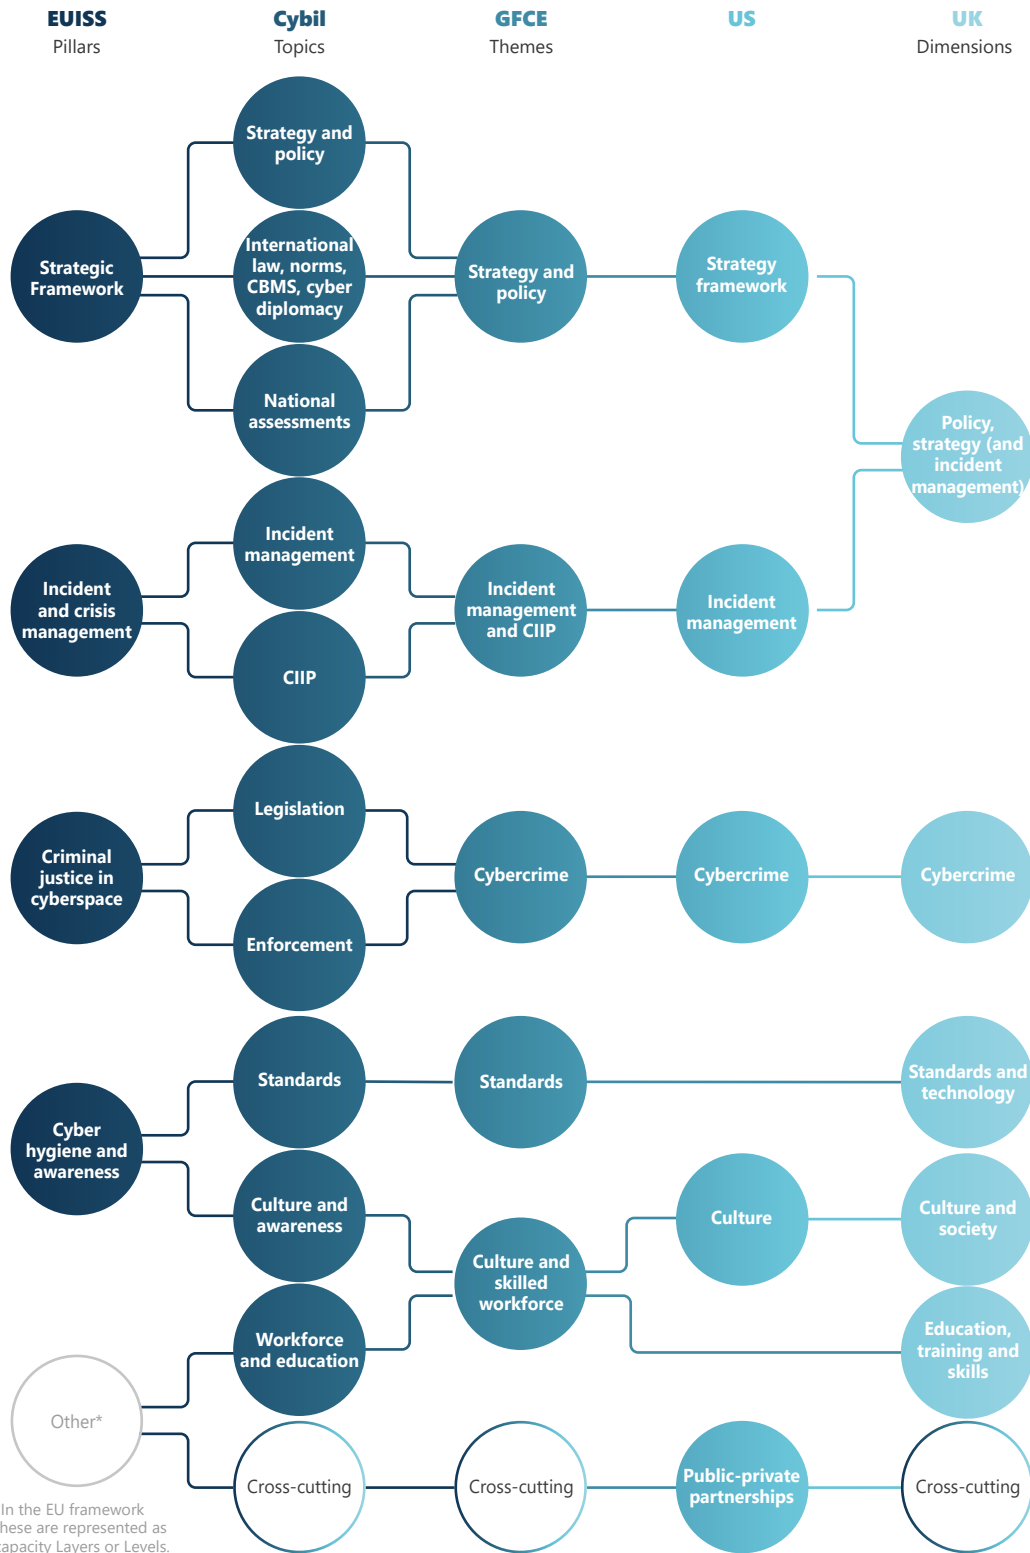 EUISS
Pillars
Cybil
Topics
GFCE
Themes
US
UK
Dimensions
Strategic
Framework
Incident
and crisis
management
Criminal
justice in
cyberspace
Cyber
hygiene and
awareness
Other*
In the EU framework
these are represented as
capacity Layers or Levels.
Strategy and
policy
International
law, norms,
CBMS, cyber
diplomacy
National
assessments
Incident
management
CIIP
Legislation
Enforcement
Standards
Culture and
awareness
Workforce
and education
Cross-cutting
Strategy and
policy
Incident
management
and CIIP
Cybercrime
Standards
Culture and
skilled
workforce
Cross-cutting
Strategy
framework
Incident
management
Cybercrime
Culture
Public-private
partnerships
Policy,
strategy (and
incident
management)
Cybercrime
Standards and
technology
Culture and
society
Education,
training and
skills
Cross-cutting